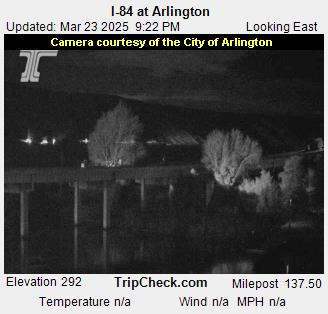 I-84 at Arlington
Updated: Mar 23 2025 9:22 PM Looking East
Camera courtesy of the City of Arlington
Elevation 292 TripCheck.com Milepost 137.50
Temperature n/a Wind n/a MPH n/a